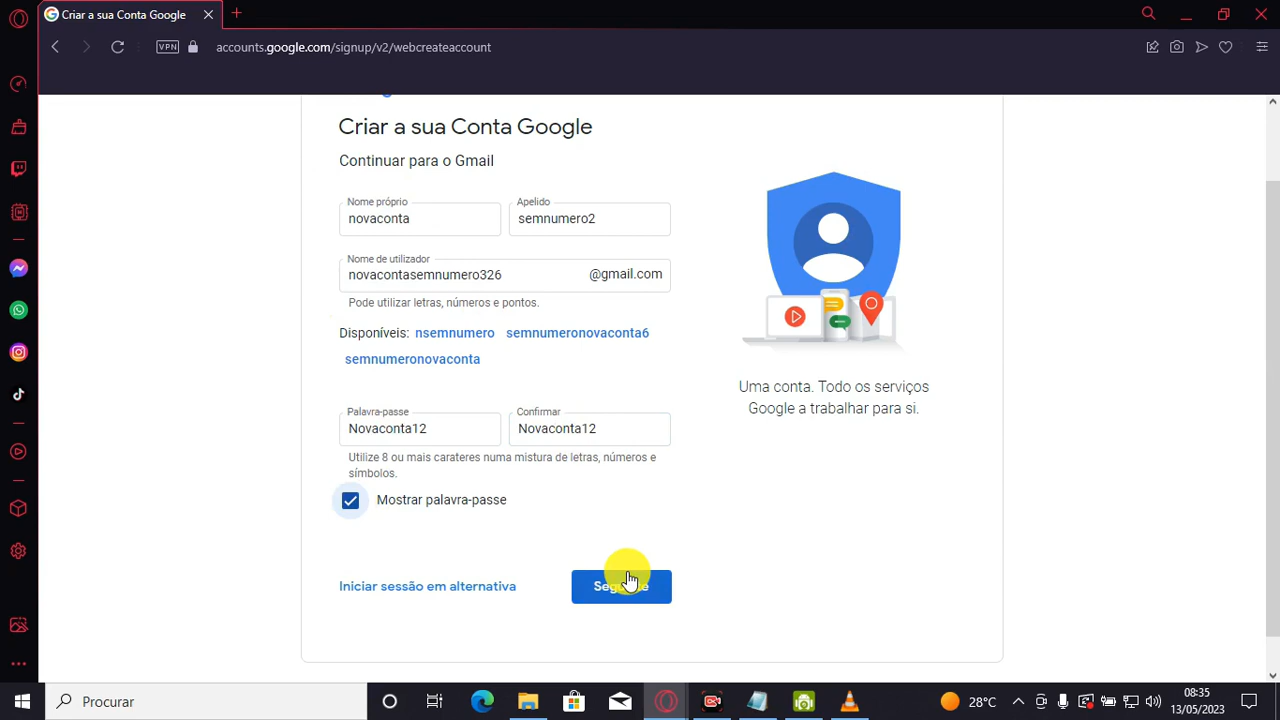 Criar a sua Conta Google
VPN
accounts.google.com/signup/v2/webcreateaccount
Criar a sua Conta Google
Continuar para o Gmail
Nome próprio
novaconta
Apelido
semnumero2
Nome de utilizador
novacontasemnumero326
@gmail.com
Pode utilizar letras, números e pontos.
Disponíveis: nsemnumero semnumeronovaconta6
semnumeronovaconta
Palavra-passe
Novaconta12
Confirmar
Novaconta12
Utilize 8 ou mais carateres numa mistura de letras, números e
símbolos.
Mostrar palavra-passe
Iniciar sessão em alternativa
Uma conta. Todo os serviços
Google a trabalhar para si.
Procurar
28°C
08:35
13/05/2023